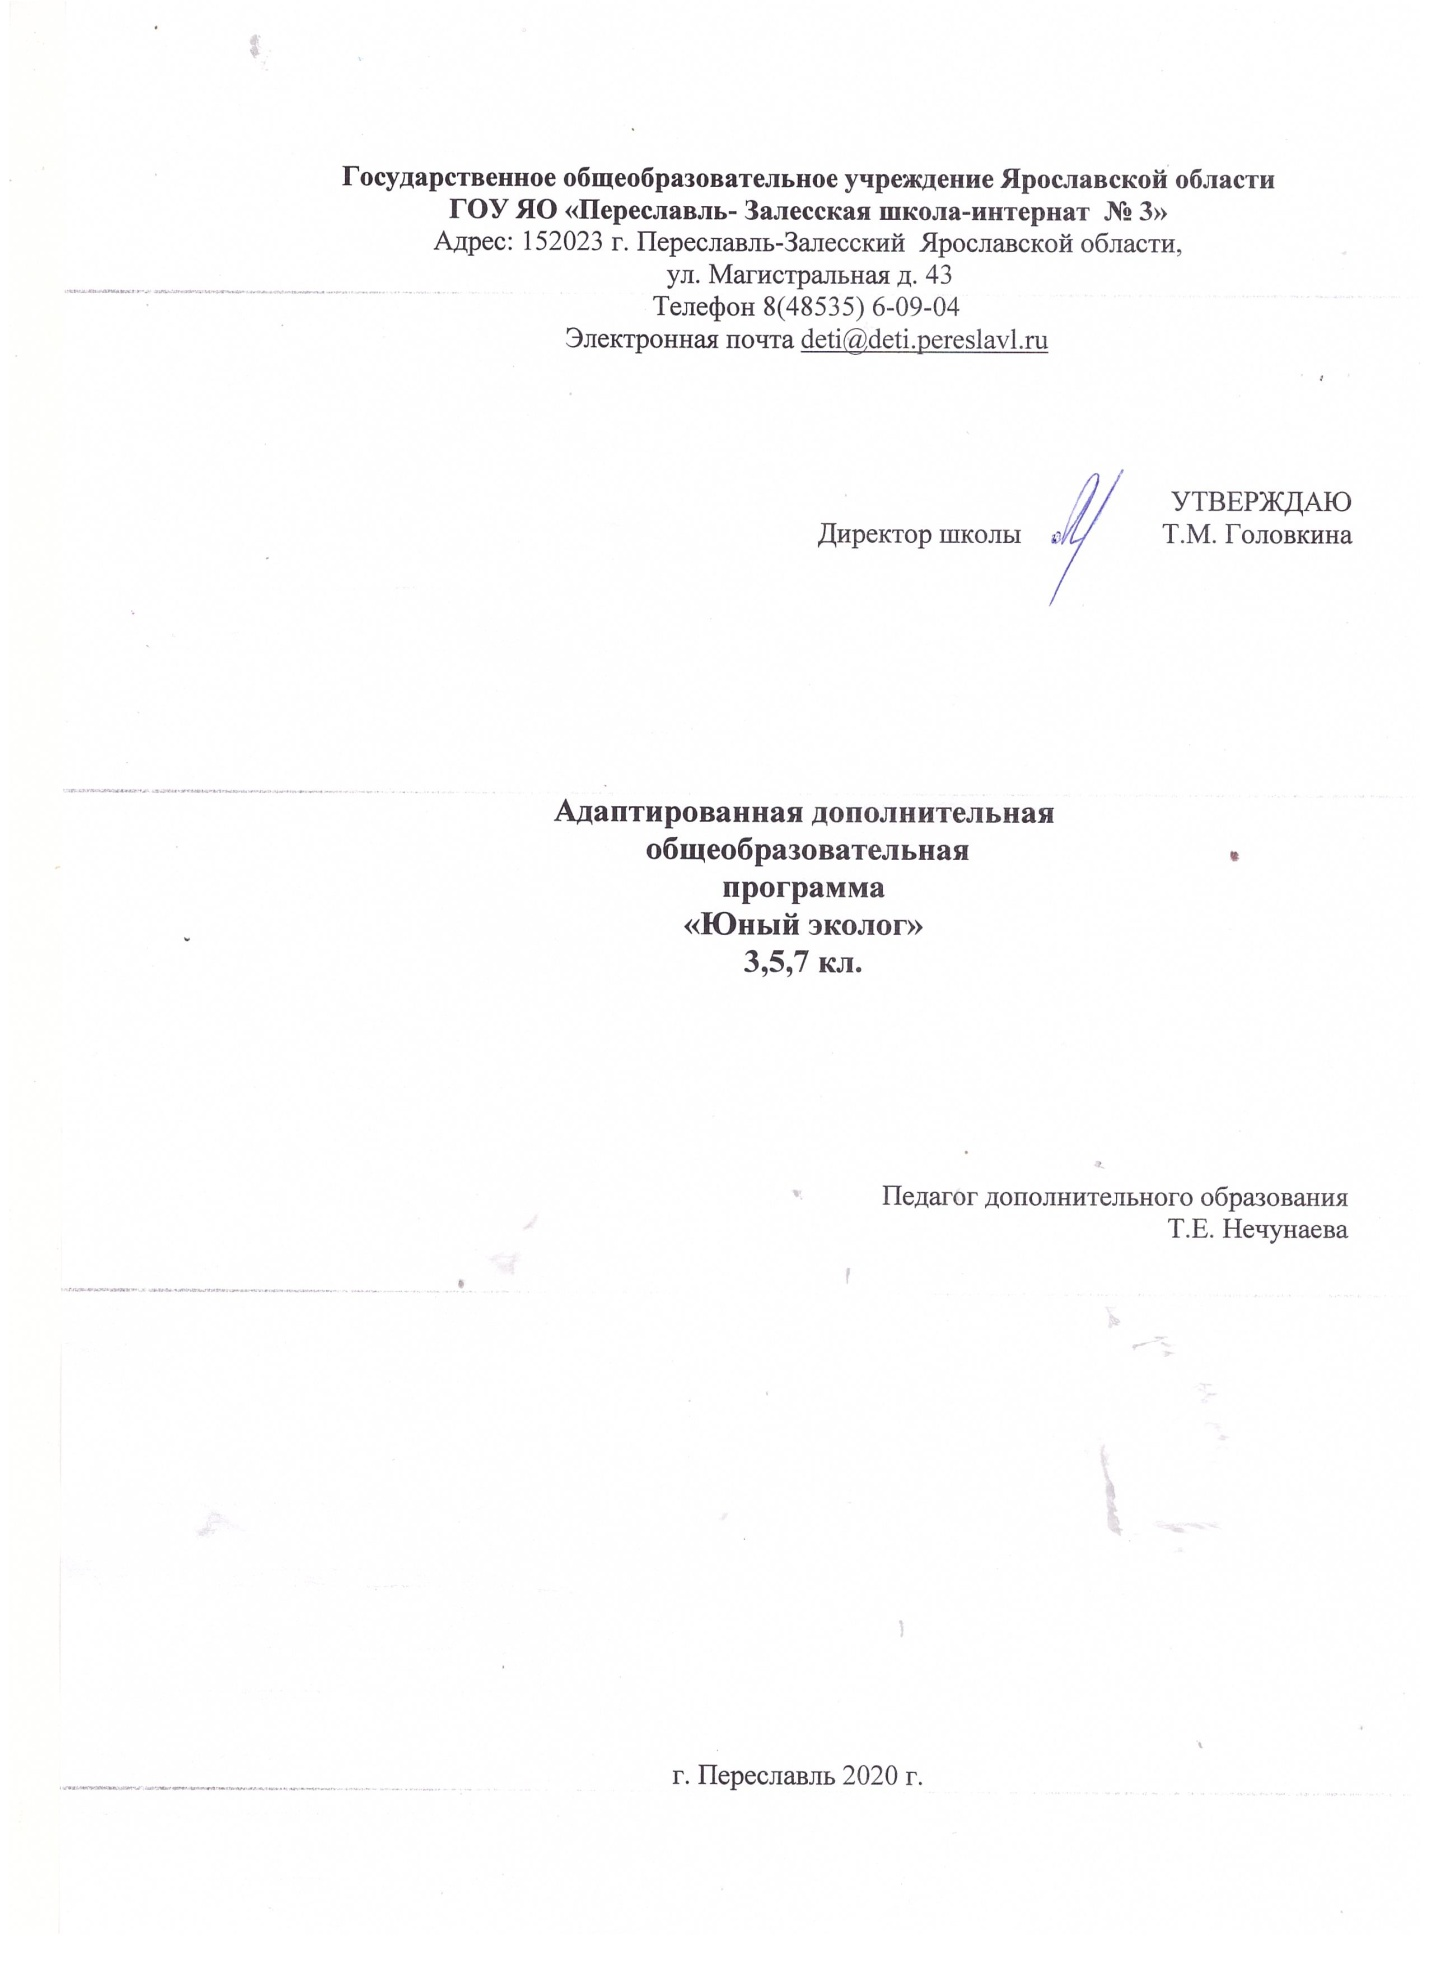 Государственное общеобразовательное учреждение Ярославской области
ГОУ ЯО «Переславль- Залесская школа-интернат № 3»
Адрес: 152023 г. Переславль-Залесский Ярославской области,
ул. Магистральная д. 43
Телефон 8(48535) 6-09-04
Электронная почта deti@deti.pereslavl.ru
УТВЕРЖДАЮ
Директор школы Т.М. Головкина
Адаптированная дополнительная
общеобразовательная
программа
«Юный эколог»
3,5,7 кл.
Педагог дополнительного образования
Т.Е. Нечунаева
г. Переславль 2020 г.